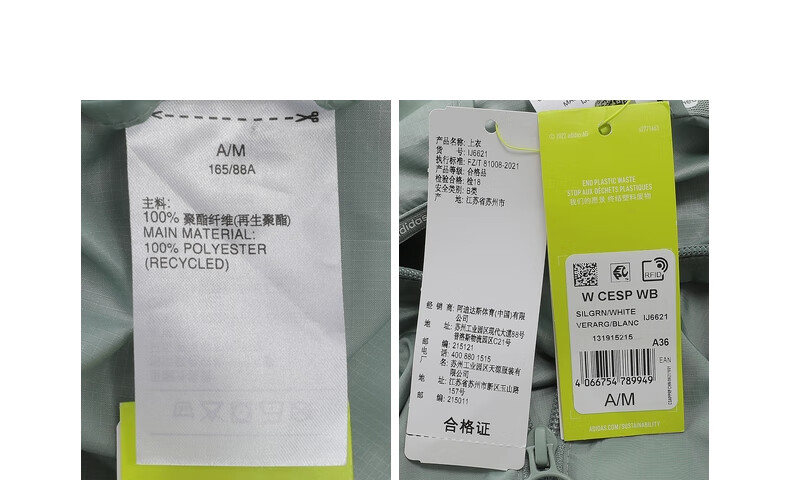 A/M
165/88A
主料:
100% 聚酯纤维(再生聚酯)
MAIN MATERIAL:
100% POLYESTER
(RECYCLED)
产品名称: 上衣
货 号: IJ6621
执行标准: FZ/T 81008-2021
产品等级: 合格品
检验合格: 检18
安全类别: B类
产 地: 江苏省苏州市
经 销 商: 阿迪达斯体育(中国)有限公司
地 址: 苏州工业园区现代大道88号
普洛斯物流园区C21号
邮 编: 215121
电 话: 400 880 1515
厂 名: 苏州工业园区天源服装有限公司
地 址: 江苏省苏州市新区玉山路
157号
邮 编: 215011
合格证
adidas
END PLASTIC WASTE
STOP AUX DÉCHETS PLASTIQUES
RFID
W CESP WB
SILGRN/WHITE
VERARG/BLANC
IJ6621
131915215
A36
EAN
4 066754 789949
A/M
ADIDAS.COM/SUSTAINABILITY